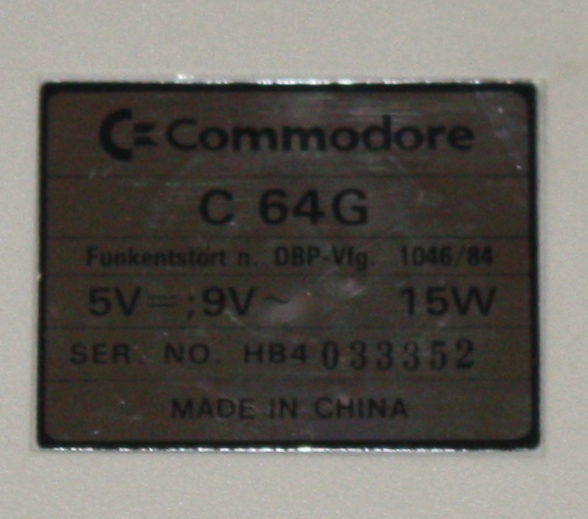 Commodore
C 64G
Funkentstört n. DBP-Vfg. 1046/84
5V⎓;9V~ 15W
SER. NO. HB4 033352
MADE IN CHINA